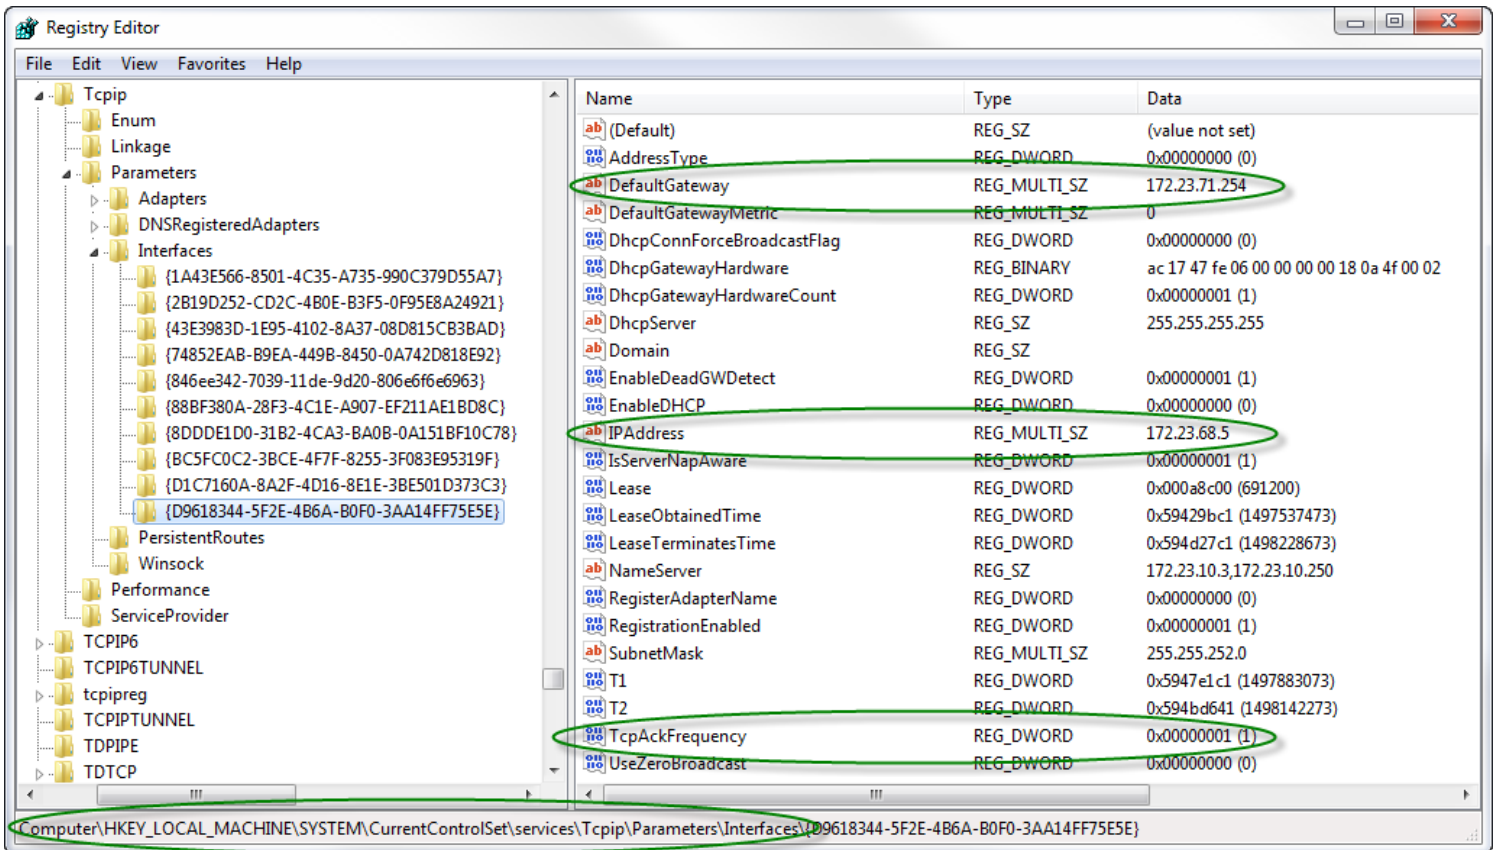 Registry Editor
File Edit View Favorites Help
Tcpip
Enum
Linkage
Parameters
Adapters
DNSRegisteredAdapters
Interfaces
{1A43E566-8501-4C35-A735-990C379D55A7}
{2B19D252-CD2C-4B0E-B3F5-0F95E8A24921}
{43E3983D-1E95-4102-8A37-08D815CB3BAD}
{74852EAB-B9EA-449B-8450-0A742D818E92}
{846ee342-7039-11de-9d20-806e6f6e6963}
{88BF380A-28F3-4C1E-A907-EF211AE1BD8C}
{8DDDE1D0-31B2-4CA3-BA0B-0A151BF10C78}
{BC5FC0C2-3BCE-4F7F-8255-3F083E95319F}
{D1C7160A-8A2F-4D16-8E1E-3BE501D373C3}
{D9618344-5F2E-4B6A-B0F0-3AA14FF75E5E}
PersistentRoutes
Winsock
Performance
ServiceProvider
TCPIP6
TCPIP6TUNNEL
tcpipreg
TCPIPTUNNEL
TDPIPE
TDTCP
Name Type Data
(Default) REG_SZ (value not set)
AddressType REG_DWORD 0x00000000 (0)
DefaultGateway REG_MULTI_SZ 172.23.71.254
DefaultGatewayMetric REG_MULTI_SZ 0
DhcpConnForceBroadcastFlag REG_DWORD 0x00000000 (0)
DhcpGatewayHardware REG_BINARY ac 17 47 fe 06 00 00 00 00 18 0a 4f 00 02
DhcpGatewayHardwareCount REG_DWORD 0x00000001 (1)
DhcpServer REG_SZ 255.255.255.255
Domain REG_SZ
EnableDeadGWDetect REG_DWORD 0x00000001 (1)
EnableDHCP REG_DWORD 0x00000000 (0)
IPAddress REG_MULTI_SZ 172.23.68.5
IsServerNapAware REG_DWORD 0x00000001 (1)
Lease REG_DWORD 0x000a8c00 (691200)
LeaseObtainedTime REG_DWORD 0x59429bc1 (1497537473)
LeaseTerminatesTime REG_DWORD 0x594d27c1 (1498228673)
NameServer REG_SZ 172.23.10.3,172.23.10.250
RegisterAdapterName REG_DWORD 0x00000000 (0)
RegistrationEnabled REG_DWORD 0x00000001 (1)
SubnetMask REG_MULTI_SZ 255.255.252.0
T1 REG_DWORD 0x5947e1c1 (1497883073)
T2 REG_DWORD 0x594bd641 (1498142273)
TcpAckFrequency REG_DWORD 0x00000001 (1)
UseZeroBroadcast REG_DWORD 0x00000000 (0)
Computer\HKEY_LOCAL_MACHINE\SYSTEM\CurrentControlSet\services\Tcpip\Parameters\Interfaces\{D9618344-5F2E-4B6A-B0F0-3AA14FF75E5E}